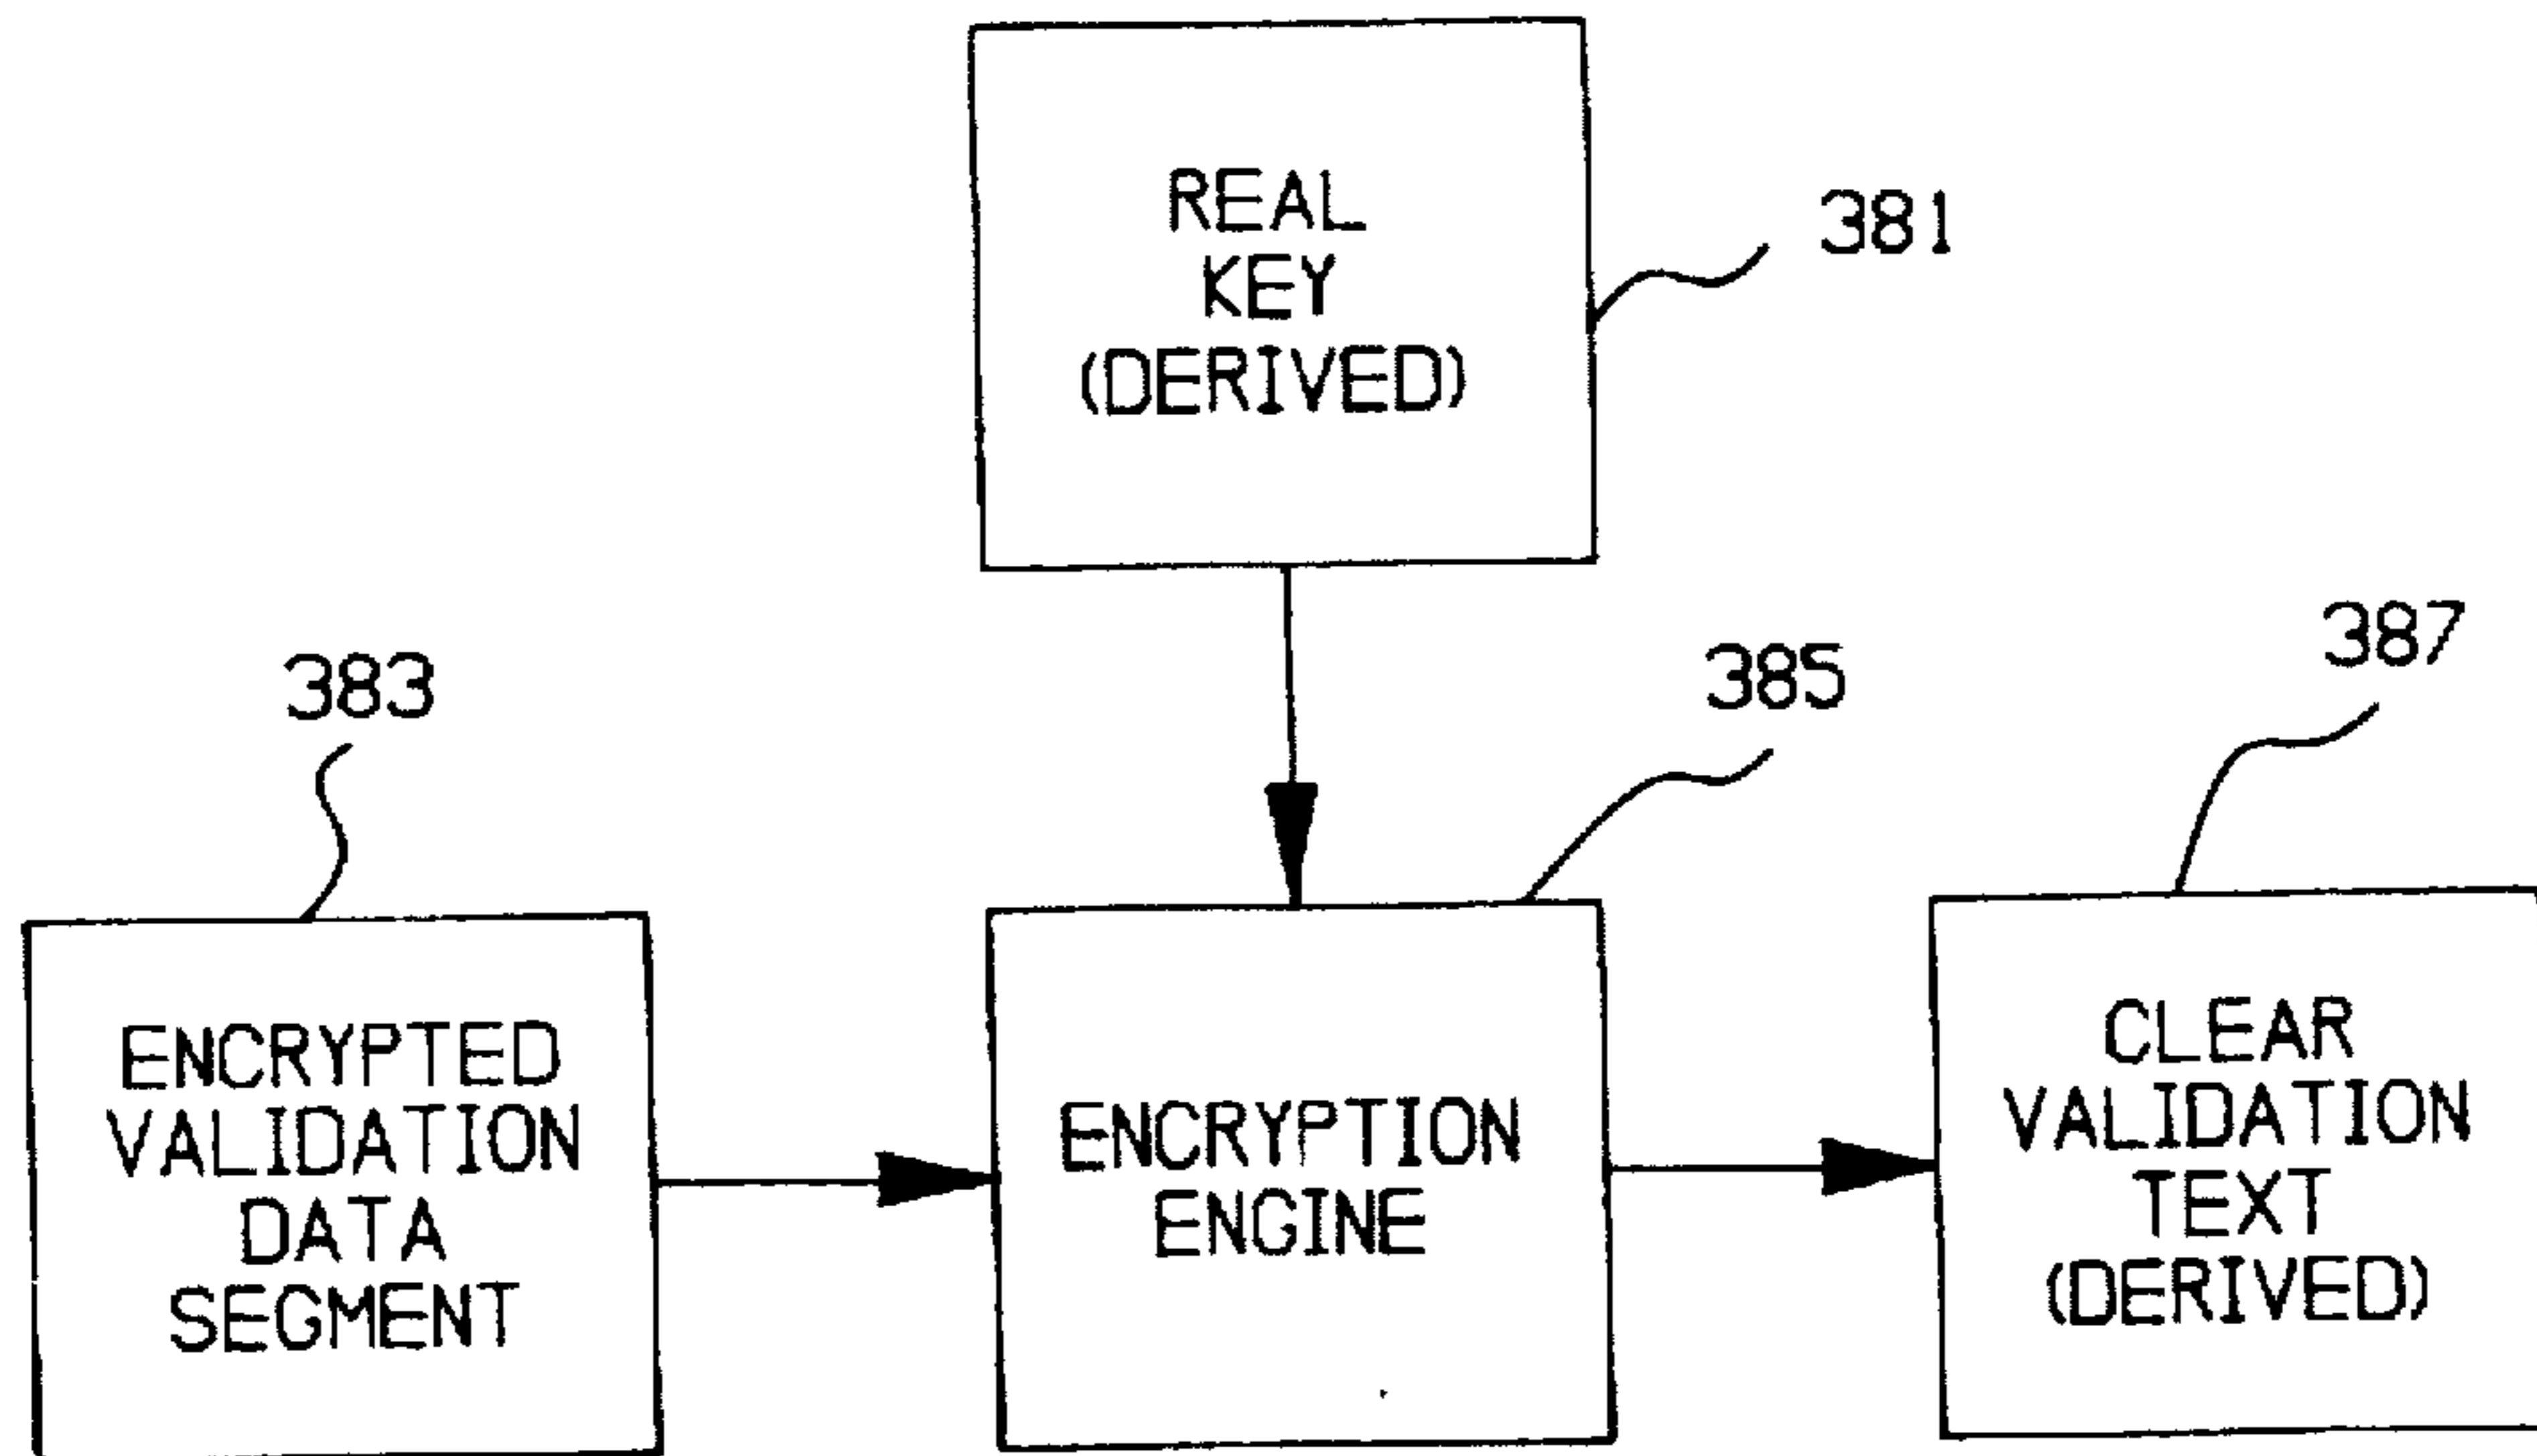 REAL
KEY
(DERIVED)
381
383
385
387
ENCRYPTED
VALIDATION
DATA
SEGMENT
ENCRYPTION
ENGINE
CLEAR
VALIDATION
TEXT
(DERIVED)